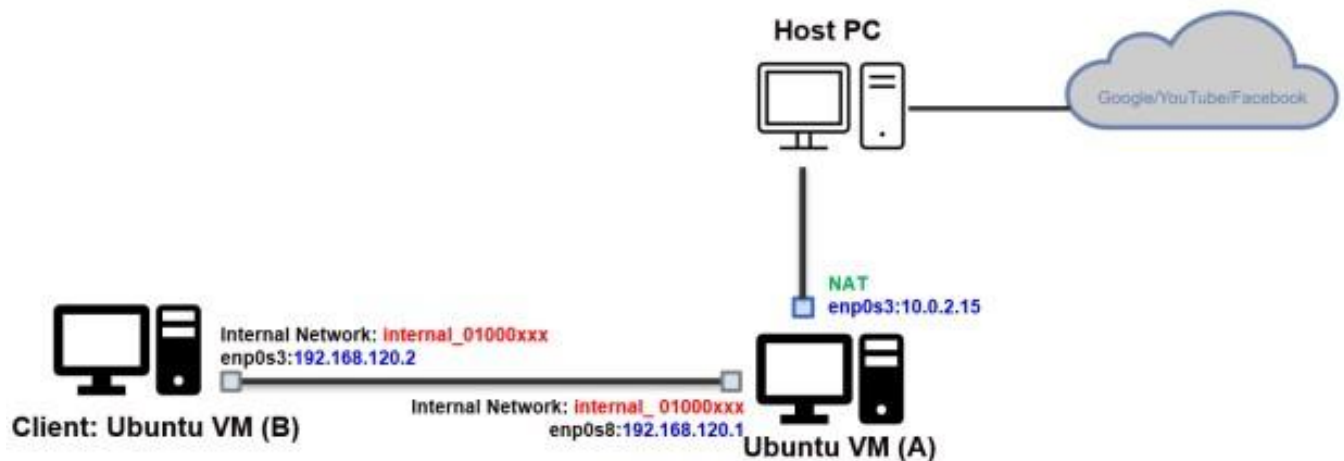 Host PC
Google/YouTube/Facebook
NAT
enp0s3:10.0.2.15
Internal Network: internal_01000xxx
enp0s3:192.168.120.2
Internal Network: internal_ 01000xxx
enp0s8:192.168.120.1
Client: Ubuntu VM (B)
Ubuntu VM (A)